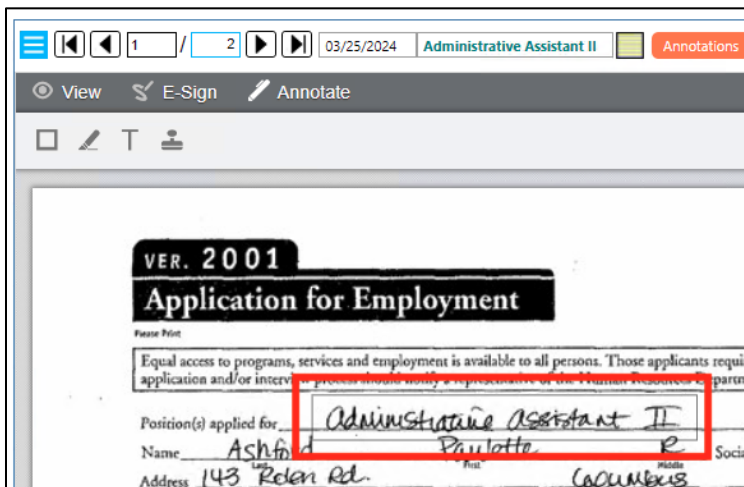 1 / 2 03/25/2024 Administrative Assistant II Annotations
View E-Sign Annotate
T
VER. 2001
Application for Employment
Please Print
Equal access to programs, services and employment is available to all persons. Those applicants requi
application and/or interview process should notify a representative of the Human Resources Departm
Position(s) applied for Administrative Assistant II
Name Ashford Paulotte R Socia
Last First Middle
Address 143 Rd. Columbus